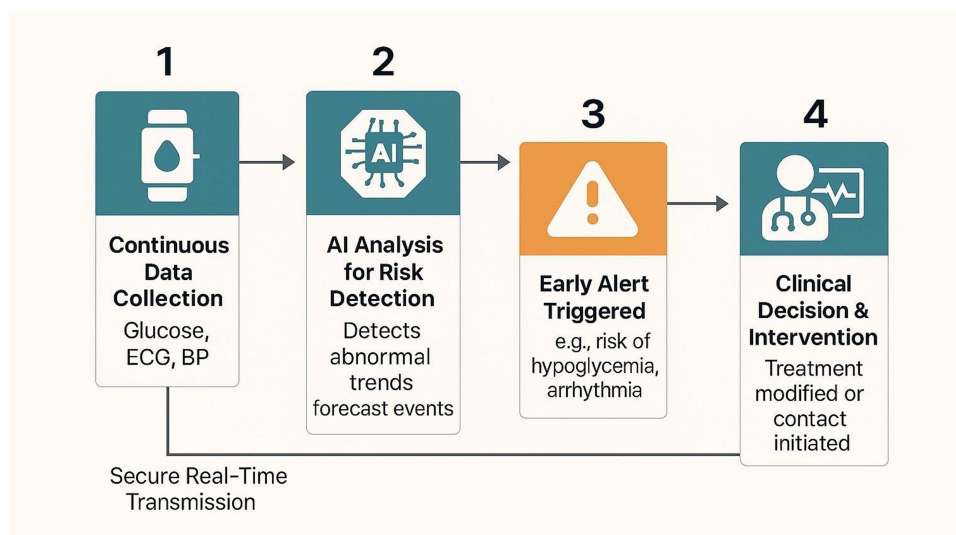 1
Continuous
Data
Collection
Glucose,
ECG, BP
2
AI
AI Analysis
for Risk
Detection
Detects
abnormal
trends
forecast events
3
Early Alert
Triggered
e.g., risk of
hypoglycemia,
arrhythmia
4
Clinical
Decision &
Intervention
Treatment
modified or
contact
initiated
Secure Real-Time
Transmission